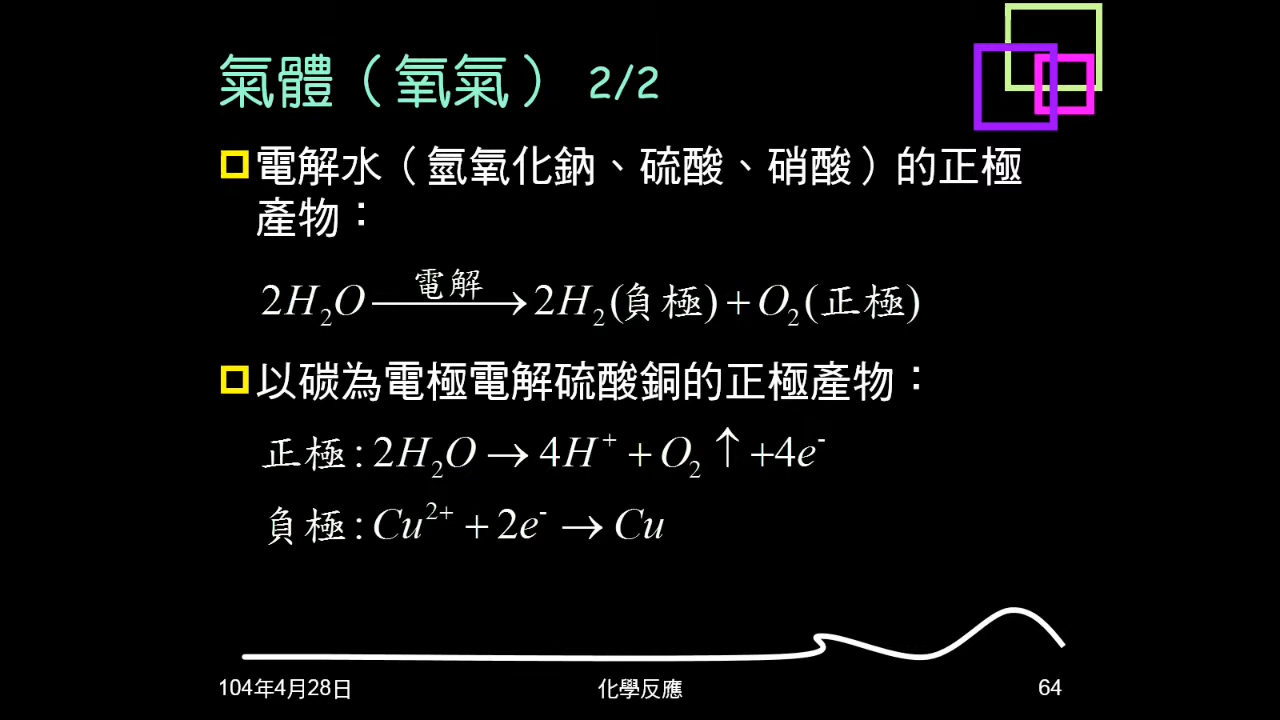 氣體（氧氣） 2/2
電解水（氫氧化鈉、硫酸、硝酸）的正極
產物：
2H₂O —電解→ 2H₂(負極)+O₂(正極)
以碳為電極電解硫酸銅的正極產物：
正極:2H₂O→4H⁺+O₂↑+4e⁻
負極:Cu²⁺+2e⁻→Cu
104年4月28日 化學反應 64